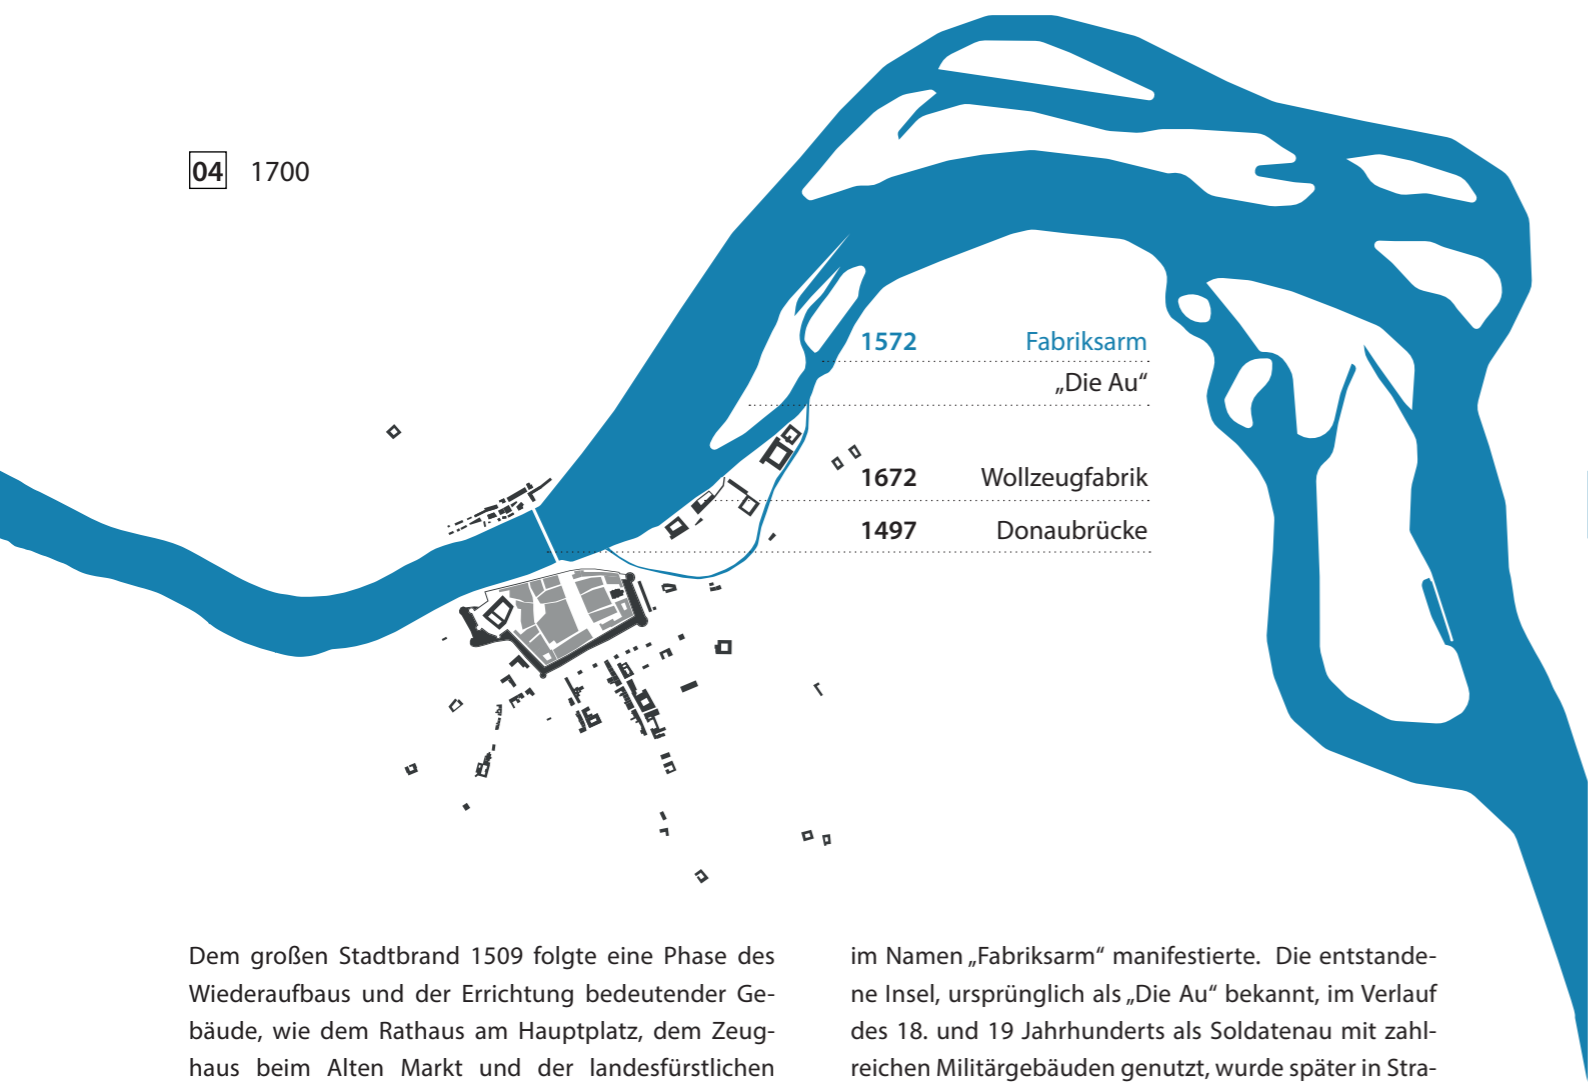 04 1700
1572 Fabriksarm
„Die Au“
1672 Wollzeugfabrik
1497 Donaubrücke
Dem großen Stadtbrand 1509 folgte eine Phase des
Wiederaufbaus und der Errichtung bedeutender Ge-
bäude, wie dem Rathaus am Hauptplatz, dem Zeug-
haus beim Alten Markt und der landesfürstlichen
im Namen „Fabriksarm“ manifestierte. Die entstande-
ne Insel, ursprünglich als „Die Au“ bekannt, im Verlauf
des 18. und 19 Jahrhunderts als Soldatenau mit zahl-
reichen Militärgebäuden genutzt, wurde später in Stra-